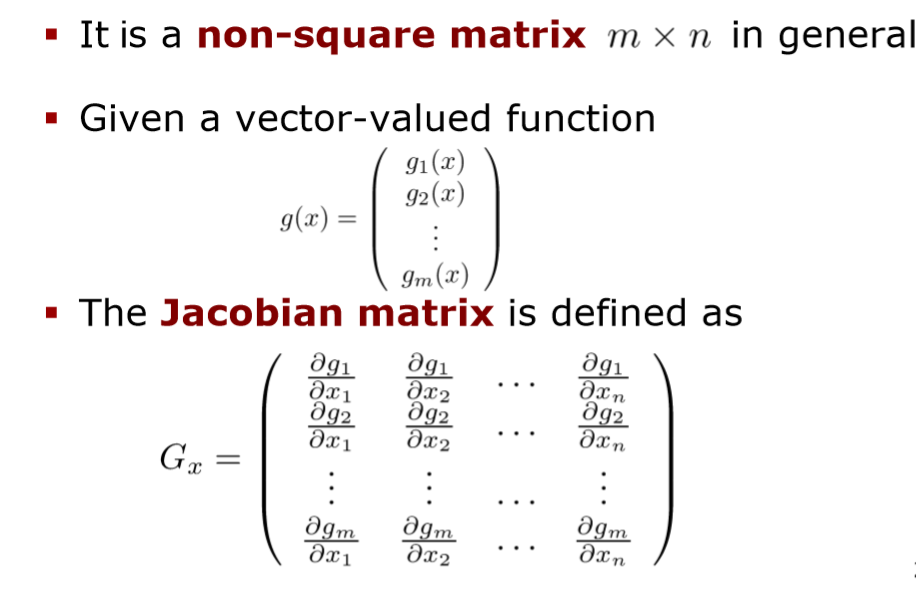 ▪ It is a non-square matrix m × n in general
▪ Given a vector-valued function
g(x) = \begin{pmatrix} g_1(x) \\ g_2(x) \\ \vdots \\ g_m(x) \end{pmatrix}
▪ The Jacobian matrix is defined as
G_x = \begin{pmatrix} \frac{\partial g_1}{\partial x_1} & \frac{\partial g_1}{\partial x_2} & \cdots & \frac{\partial g_1}{\partial x_n} \\ \frac{\partial g_2}{\partial x_1} & \frac{\partial g_2}{\partial x_2} & \cdots & \frac{\partial g_2}{\partial x_n} \\ \vdots & \vdots & \cdots & \vdots \\ \frac{\partial g_m}{\partial x_1} & \frac{\partial g_m}{\partial x_2} & \cdots & \frac{\partial g_m}{\partial x_n} \end{pmatrix}